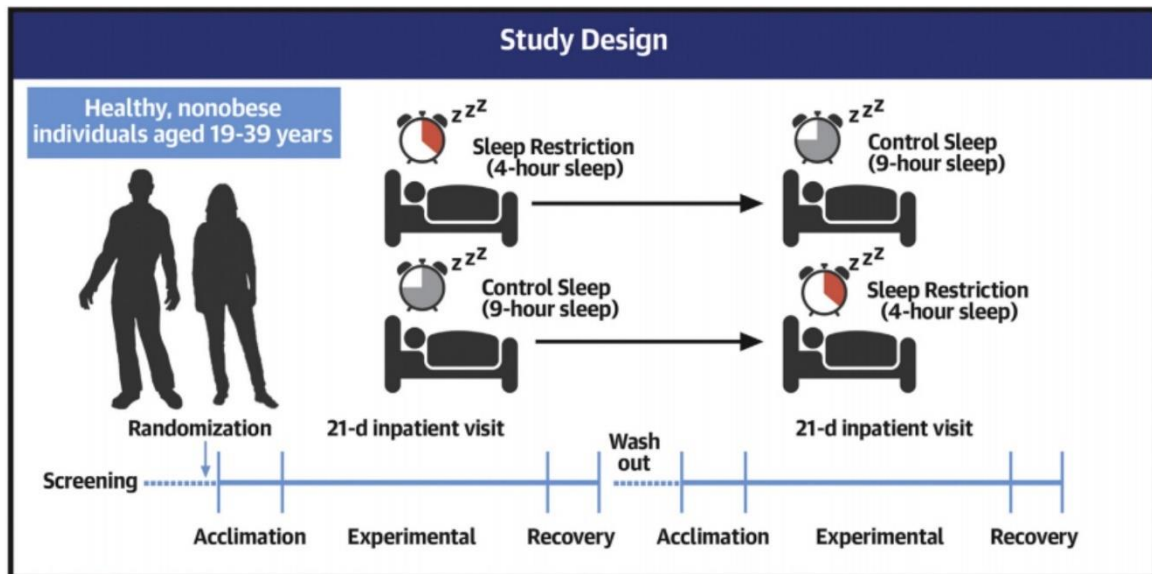 Study Design
Healthy, nonobese
individuals aged 19-39 years
zzz
Sleep Restriction
(4-hour sleep)
zzz
Control Sleep
(9-hour sleep)
zzz
Control Sleep
(9-hour sleep)
zzz
Sleep Restriction
(4-hour sleep)
Randomization
21-d inpatient visit
Wash
out
21-d inpatient visit
Screening
Acclimation
Experimental
Recovery
Acclimation
Experimental
Recovery